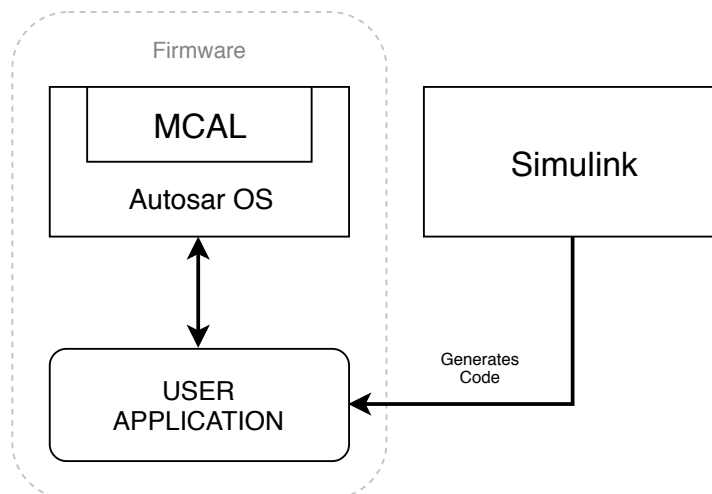 Firmware
MCAL
Autosar OS
Simulink
Generates
Code
USER
APPLICATION